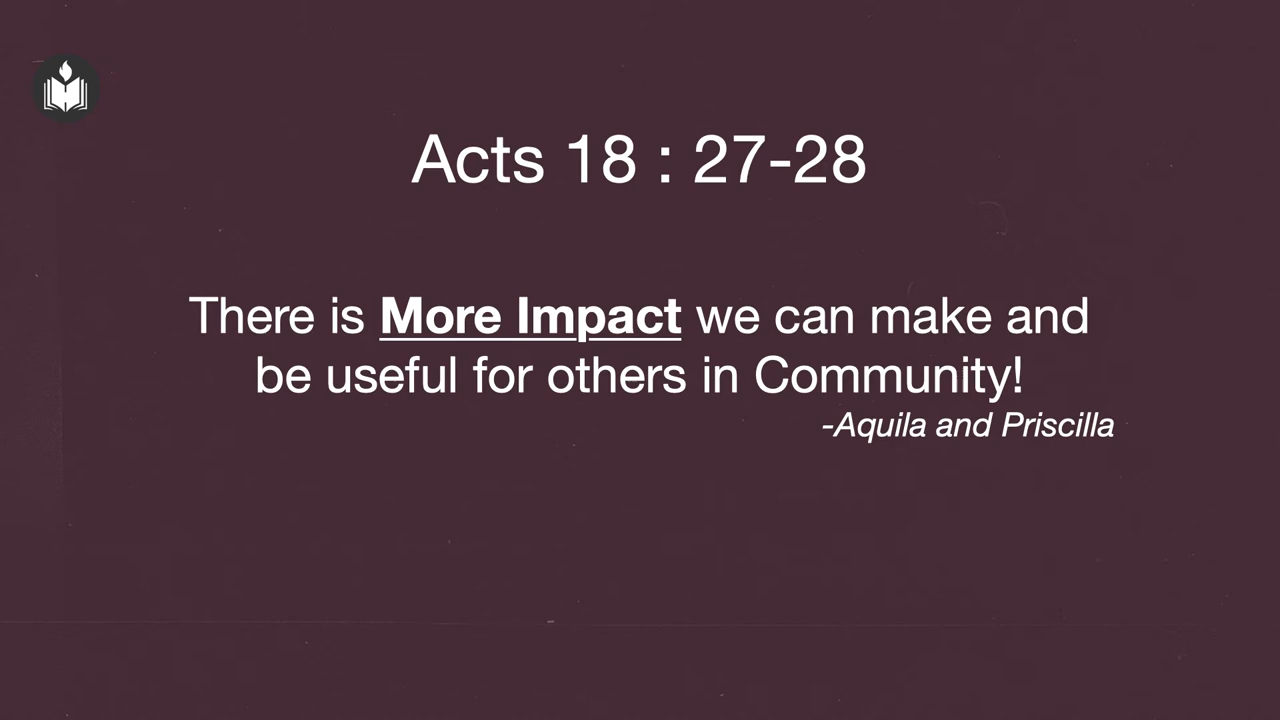 Acts 18 : 27-28
There is More Impact we can make and
be useful for others in Community!
-Aquila and Priscilla